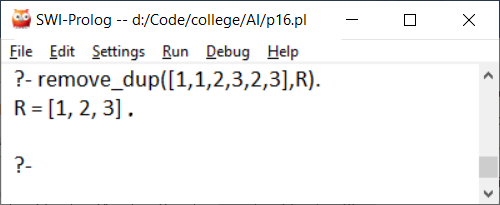 SWI-Prolog -- d:/Code/college/AI/p16.pl
File Edit Settings Run Debug Help
?- remove_dup([1,1,2,3,2,3],R).
R = [1, 2, 3] .
?-